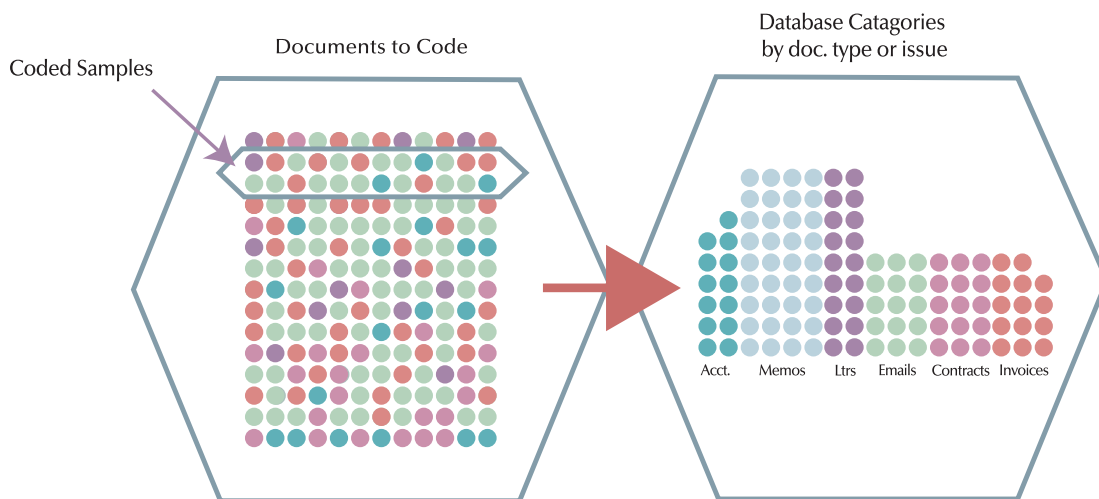 Documents to Code
Coded Samples
Database Catagories
by doc. type or issue
Acct.
Memos
Ltrs
Emails
Contracts
Invoices